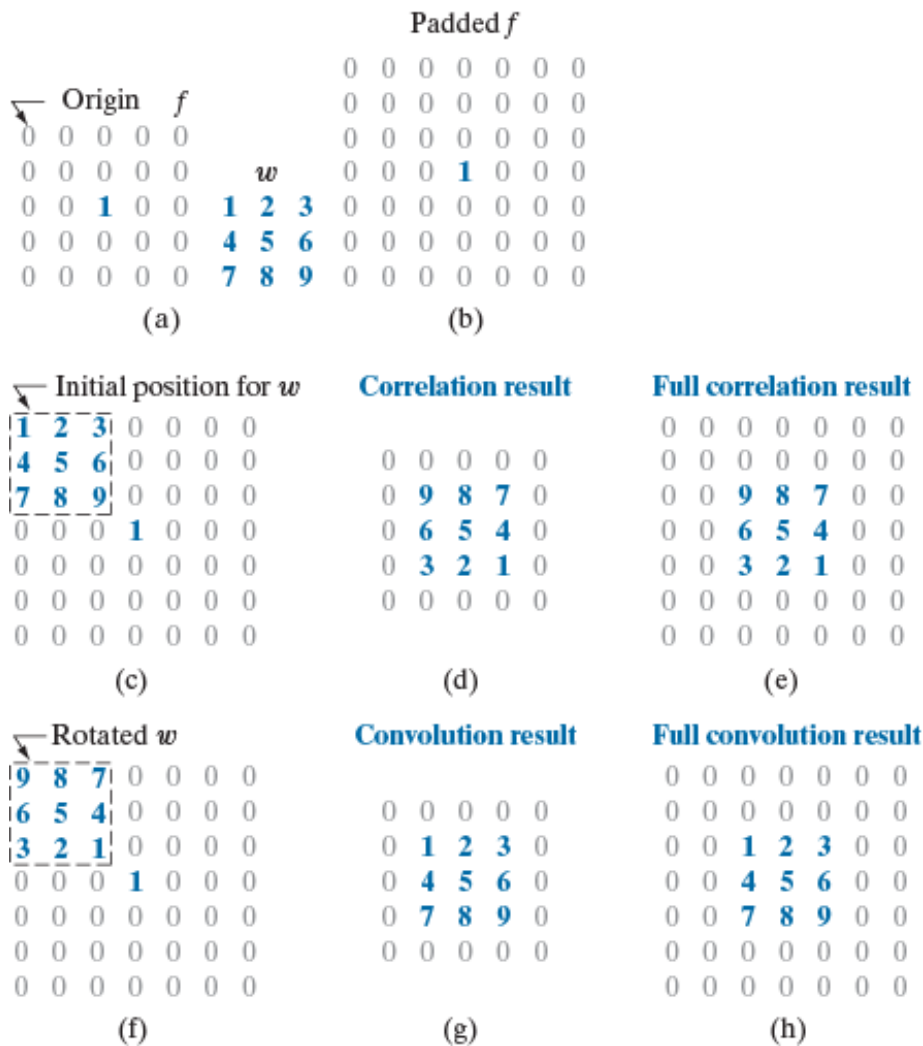 Padded f
0 0 0 0 0 0 0
Origin f 0 0 0 0 0 0 0
0 0 0 0 0 0 0 0 0 0 0 0
0 0 0 0 0 w 0 0 0 1 0 0 0
0 0 1 0 0 1 2 3 0 0 0 0 0 0 0
0 0 0 0 0 4 5 6 0 0 0 0 0 0 0
0 0 0 0 0 7 8 9 0 0 0 0 0 0 0
(a) (b)
Initial position for w Correlation result Full correlation result
1 2 3 0 0 0 0 0 0 0 0 0 0 0
4 5 6 0 0 0 0 0 0 0 0 0 0 0 0 0 0 0 0
7 8 9 0 0 0 0 0 9 8 7 0 0 0 9 8 7 0 0
0 0 0 1 0 0 0 0 6 5 4 0 0 0 6 5 4 0 0
0 0 0 0 0 0 0 0 3 2 1 0 0 0 3 2 1 0 0
0 0 0 0 0 0 0 0 0 0 0 0 0 0 0 0 0 0 0
0 0 0 0 0 0 0 0 0 0 0 0 0 0
(c) (d) (e)
Rotated w Convolution result Full convolution result
9 8 7 0 0 0 0 0 0 0 0 0 0 0
6 5 4 0 0 0 0 0 0 0 0 0 0 0 0 0 0 0 0
3 2 1 0 0 0 0 0 1 2 3 0 0 0 1 2 3 0 0
0 0 0 1 0 0 0 0 4 5 6 0 0 0 4 5 6 0 0
0 0 0 0 0 0 0 0 7 8 9 0 0 0 7 8 9 0 0
0 0 0 0 0 0 0 0 0 0 0 0 0 0 0 0 0 0 0
0 0 0 0 0 0 0 0 0 0 0 0 0 0
(f) (g) (h)